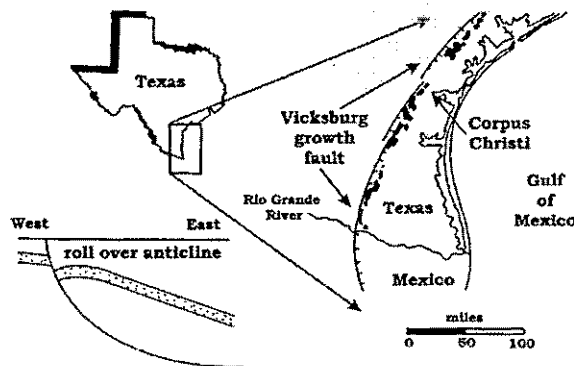 Texas
Vicksburg
growth
fault
Corpus
Christi
Gulf
of
Mexico
Rio Grande
River
Texas
Mexico
West
East
roll over anticline
miles
0
50
100